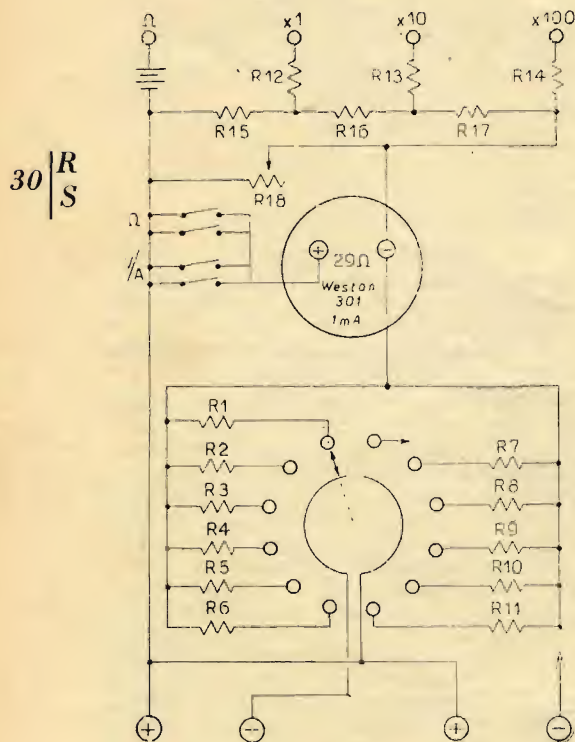 Ω x1 x10 x100
R12 R13 R14
R15 R16 R17
30 R
S
R18
Ω
A
+ 29Ω −
Weston
301
1mA
R1
R2 R7
R3 R8
R4 R9
R5 R10
R6 R11
+ − + −